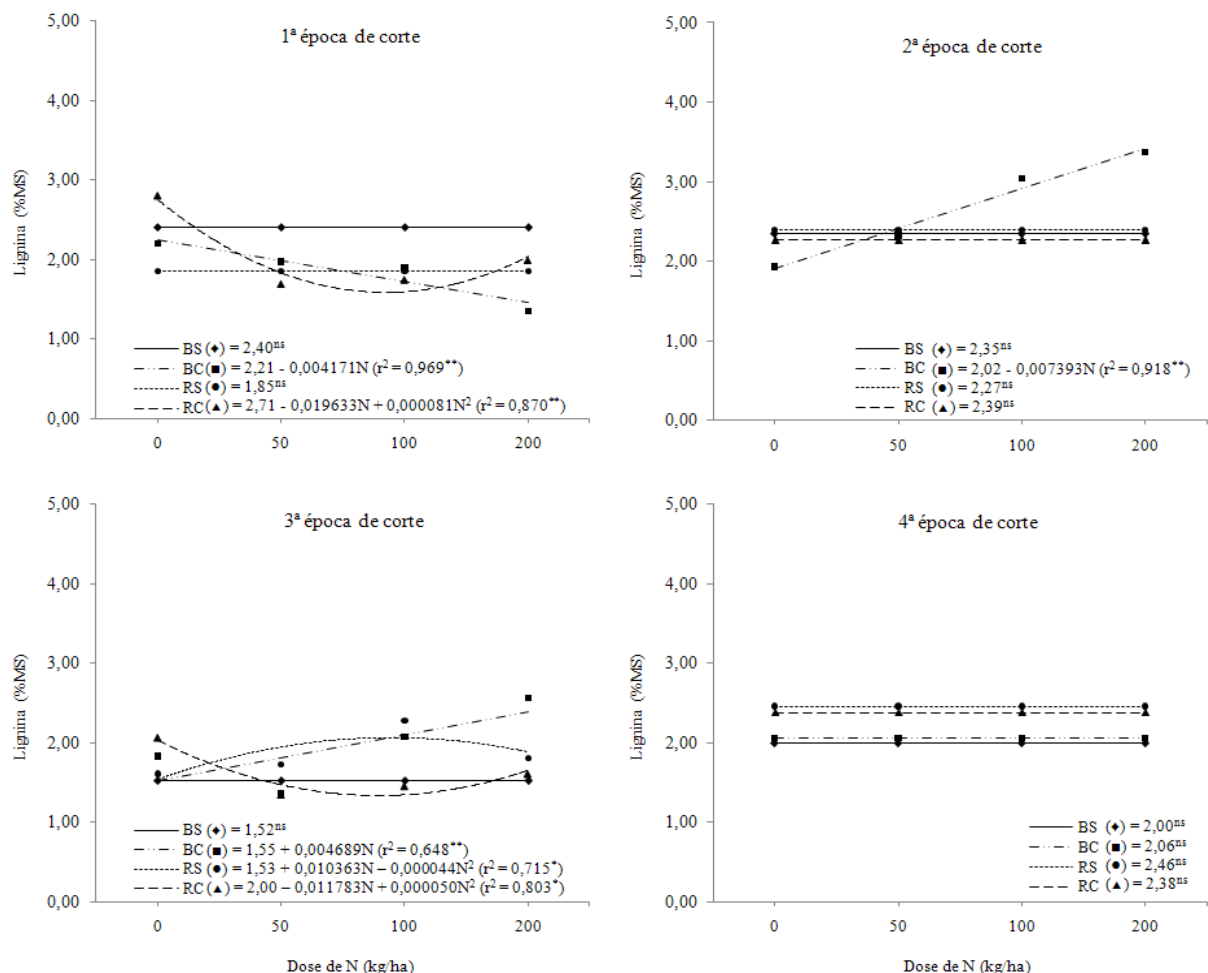 1ª época de corte
Lignina (%MS)
5,00
4,00
3,00
2,00
1,00
0,00
BS (♦) = 2,40ns
BC (■) = 2,21 - 0,004171N (r² = 0,969**)
RS (●) = 1,85ns
RC (▲) = 2,71 - 0,019633N + 0,000081N² (r² = 0,870**)
0 50 100 200
2ª época de corte
Lignina (%MS)
5,00
4,00
3,00
2,00
1,00
0,00
BS (♦) = 2,35ns
BC (■) = 2,02 - 0,007393N (r² = 0,918**)
RS (●) = 2,27ns
RC (▲) = 2,39ns
0 50 100 200
3ª época de corte
Lignina (%MS)
5,00
4,00
3,00
2,00
1,00
0,00
BS (♦) = 1,52ns
BC (■) = 1,55 + 0,004689N (r² = 0,648**)
RS (●) = 1,53 + 0,010363N – 0,000044N² (r² = 0,715*)
RC (▲) = 2,00 – 0,011783N + 0,000050N² (r² = 0,803*)
0 50 100 200
Dose de N (kg/ha)
4ª época de corte
Lignina (%MS)
5,00
4,00
3,00
2,00
1,00
0,00
BS (♦) = 2,00ns
BC (■) = 2,06ns
RS (●) = 2,46ns
RC (▲) = 2,38ns
0 50 100 200
Dose de N (kg/ha)